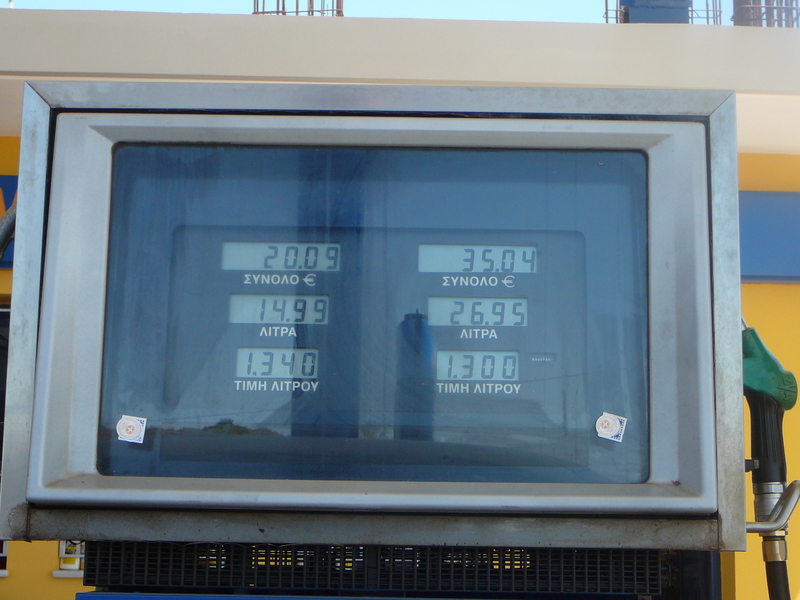 20.09
ΣΥΝΟΛΟ €
14.99
ΛΙΤΡΑ
1.340
ΤΙΜΗ ΛΙΤΡΟΥ
35.04
ΣΥΝΟΛΟ €
26.95
ΛΙΤΡΑ
1.300
ΤΙΜΗ ΛΙΤΡΟΥ